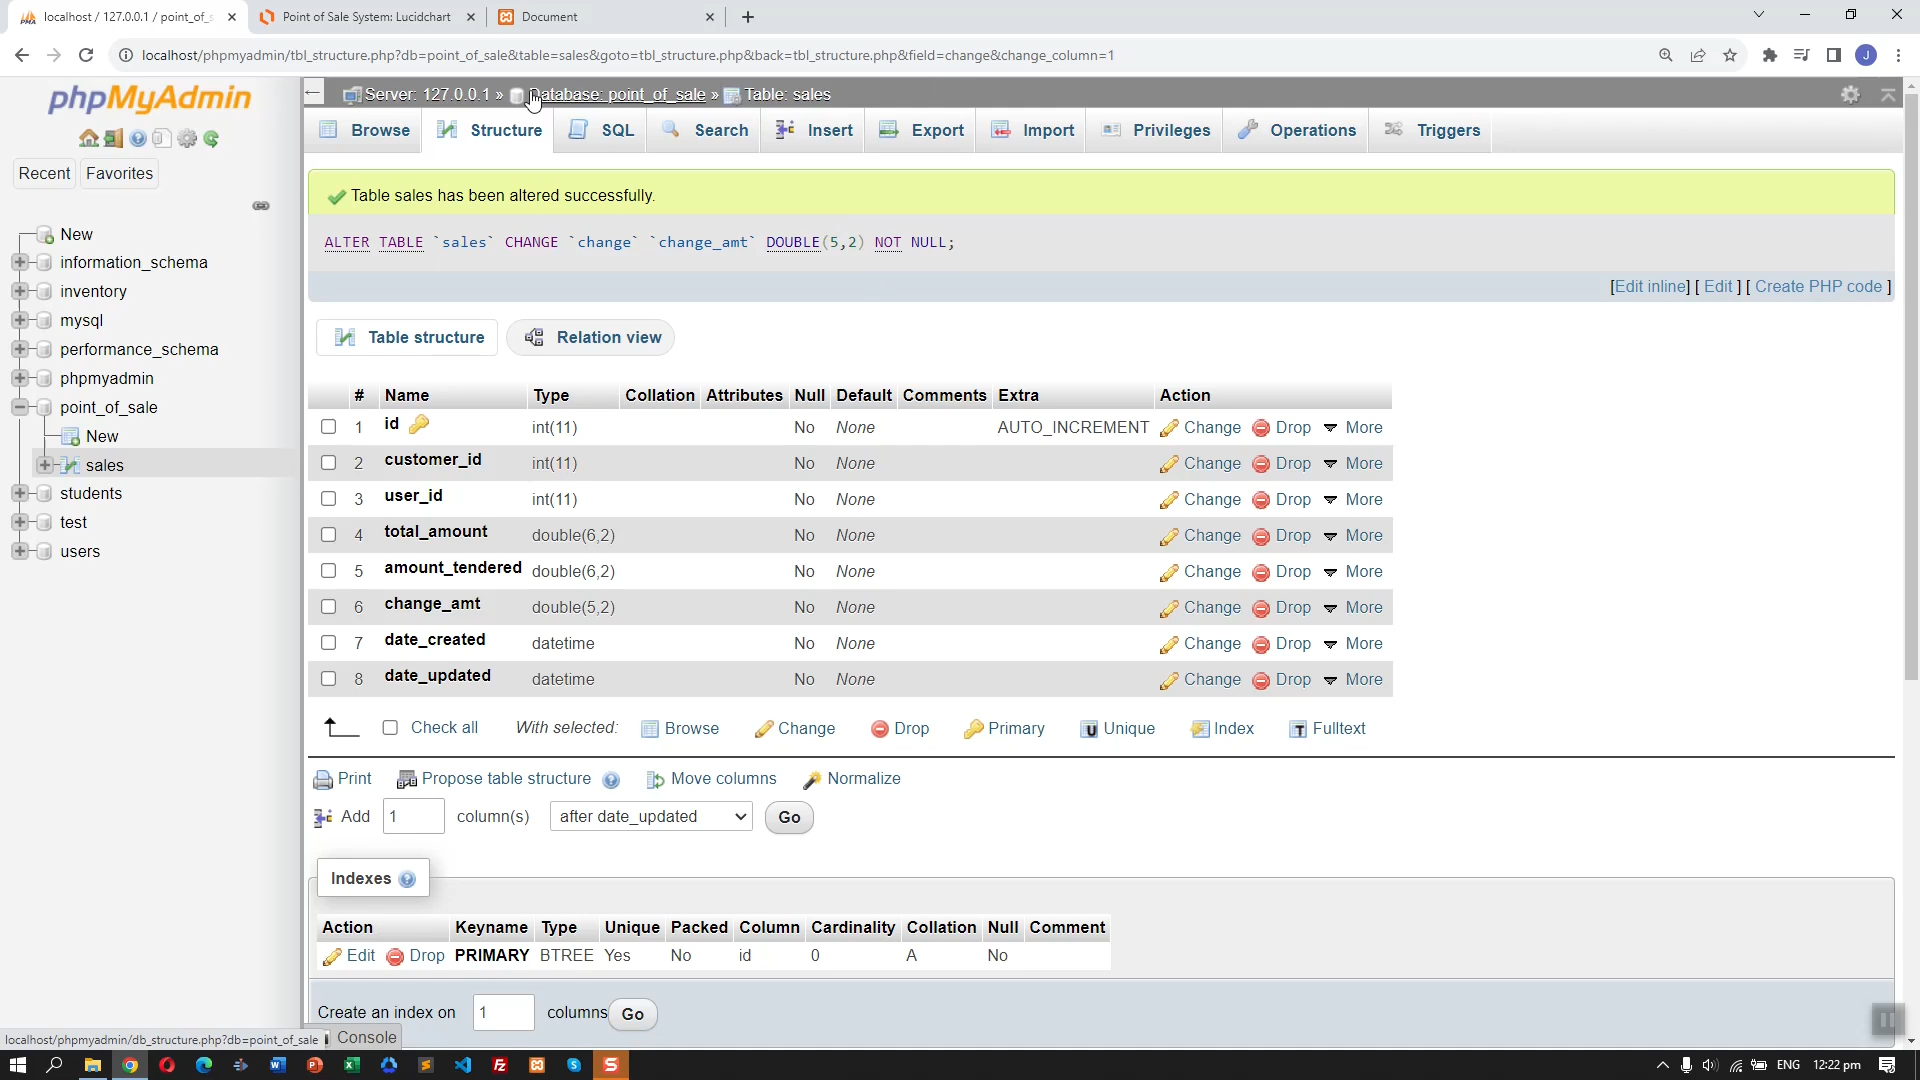 localhost / 127.0.0.1 / point_of_s
Point of Sale System: Lucidchart
Document
localhost/phpmyadmin/tbl_structure.php?db=point_of_sale&table=sales&goto=tbl_structure.php&back=tbl_structure.php&field=change&change_column=1
J
phpMyAdmin
Recent
Favorites
New
information_schema
inventory
mysql
performance_schema
phpmyadmin
point_of_sale
New
sales
students
test
users
Server: 127.0.0.1 » Database: point_of_sale » Table: sales
Browse Structure SQL Search Insert Export Import Privileges Operations Triggers
Table sales has been altered successfully.
ALTER TABLE `sales` CHANGE `change` `change_amt` DOUBLE(5,2) NOT NULL;
[Edit inline] [ Edit ] [ Create PHP code ]
Table structure Relation view
# Name Type Collation Attributes Null Default Comments Extra Action
1 id int(11) No None AUTO_INCREMENT Change Drop More
2 customer_id int(11) No None Change Drop More
3 user_id int(11) No None Change Drop More
4 total_amount double(6,2) No None Change Drop More
5 amount_tendered double(6,2) No None Change Drop More
6 change_amt double(5,2) No None Change Drop More
7 date_created datetime No None Change Drop More
8 date_updated datetime No None Change Drop More
Check all With selected: Browse Change Drop Primary Unique Index Fulltext
Print Propose table structure Move columns Normalize
Add 1 column(s) after date_updated Go
Indexes
Action Keyname Type Unique Packed Column Cardinality Collation Null Comment
Edit Drop PRIMARY BTREE Yes No id 0 A No
Create an index on 1 columns Go
localhost/phpmyadmin/db_structure.php?db=point_of_sale
Console
ENG 12:22 pm